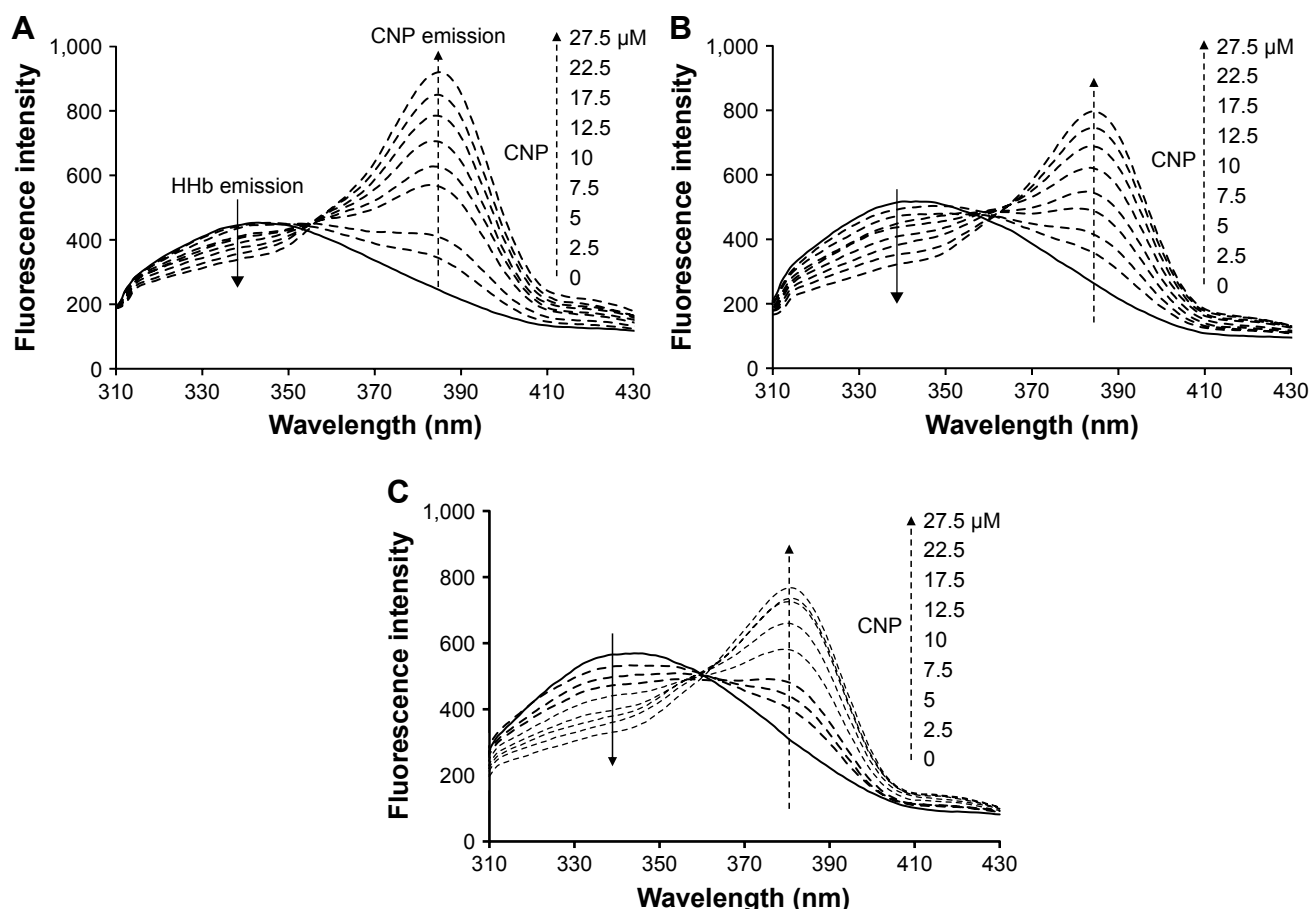 A
Fluorescence intensity
1,000
800
600
400
200
0
310 330 350 370 390 410 430
Wavelength (nm)
HHb emission
CNP emission
CNP
27.5 µM
22.5
17.5
12.5
10
7.5
5
2.5
0
B
Fluorescence intensity
1,000
800
600
400
200
0
310 330 350 370 390 410 430
Wavelength (nm)
CNP
27.5 µM
22.5
17.5
12.5
10
7.5
5
2.5
0
C
Fluorescence intensity
1,000
800
600
400
200
0
310 330 350 370 390 410 430
Wavelength (nm)
CNP
27.5 µM
22.5
17.5
12.5
10
7.5
5
2.5
0